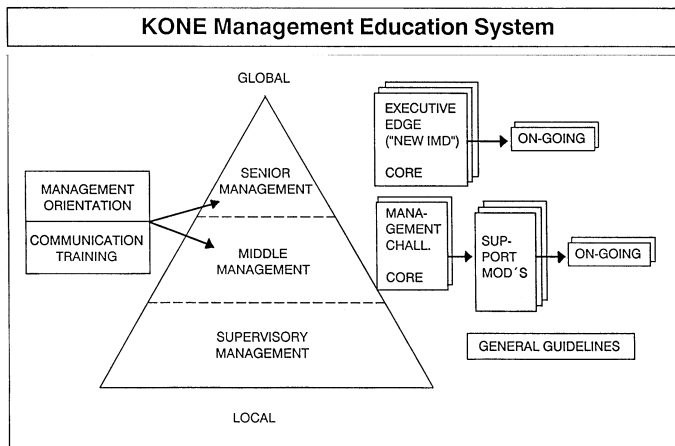 KONE Management Education System
GLOBAL
SENIOR
MANAGEMENT
MIDDLE
MANAGEMENT
SUPERVISORY
MANAGEMENT
LOCAL
MANAGEMENT
ORIENTATION
COMMUNICATION
TRAINING
EXECUTIVE
EDGE
("NEW IMD")
CORE
ON-GOING
MANA-
GEMENT
CHALL.
CORE
SUP-
PORT
MOD´S
ON-GOING
GENERAL GUIDELINES